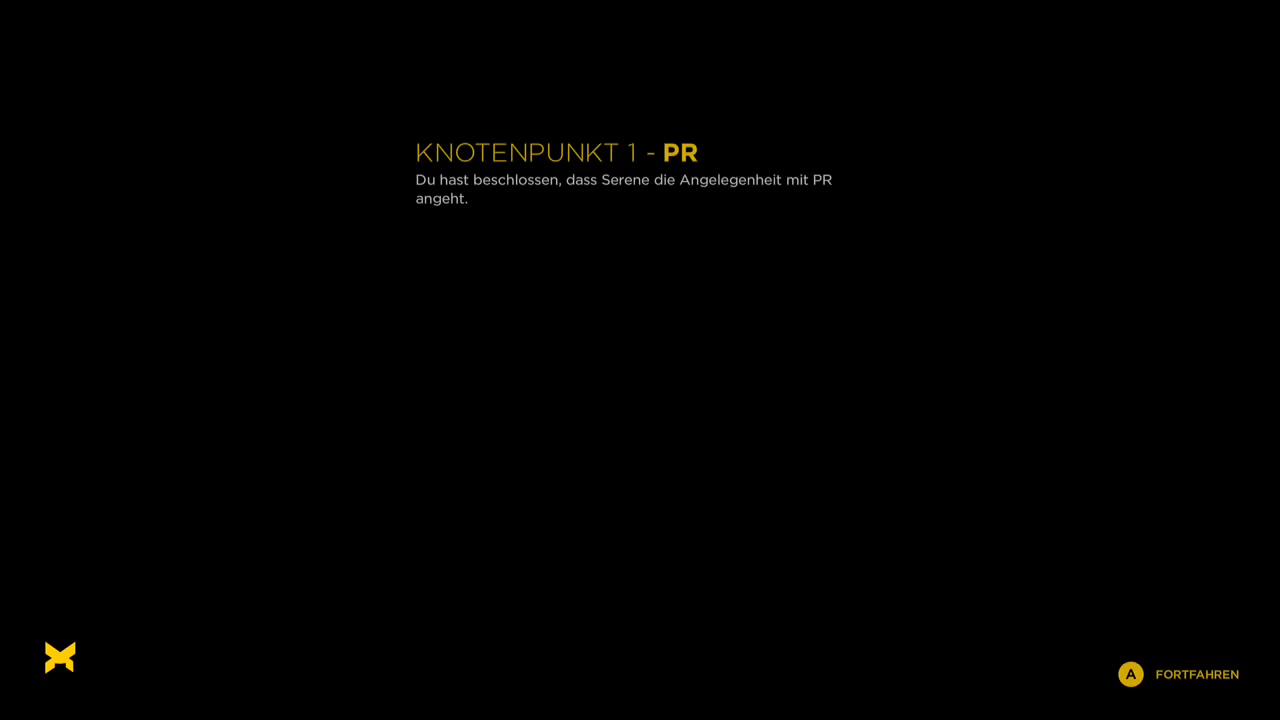 KNOTENPUNKT 1 - PR
Du hast beschlossen, dass Serene die Angelegenheit mit PR
angeht.
A FORTFAHREN